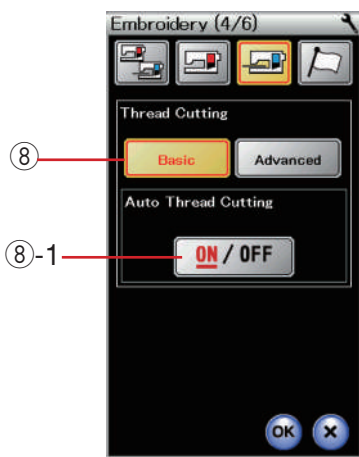 Embroidery (4/6)
Thread Cutting
⑧
Basic
Advanced
Auto Thread Cutting
⑧-1
ON / OFF
OK